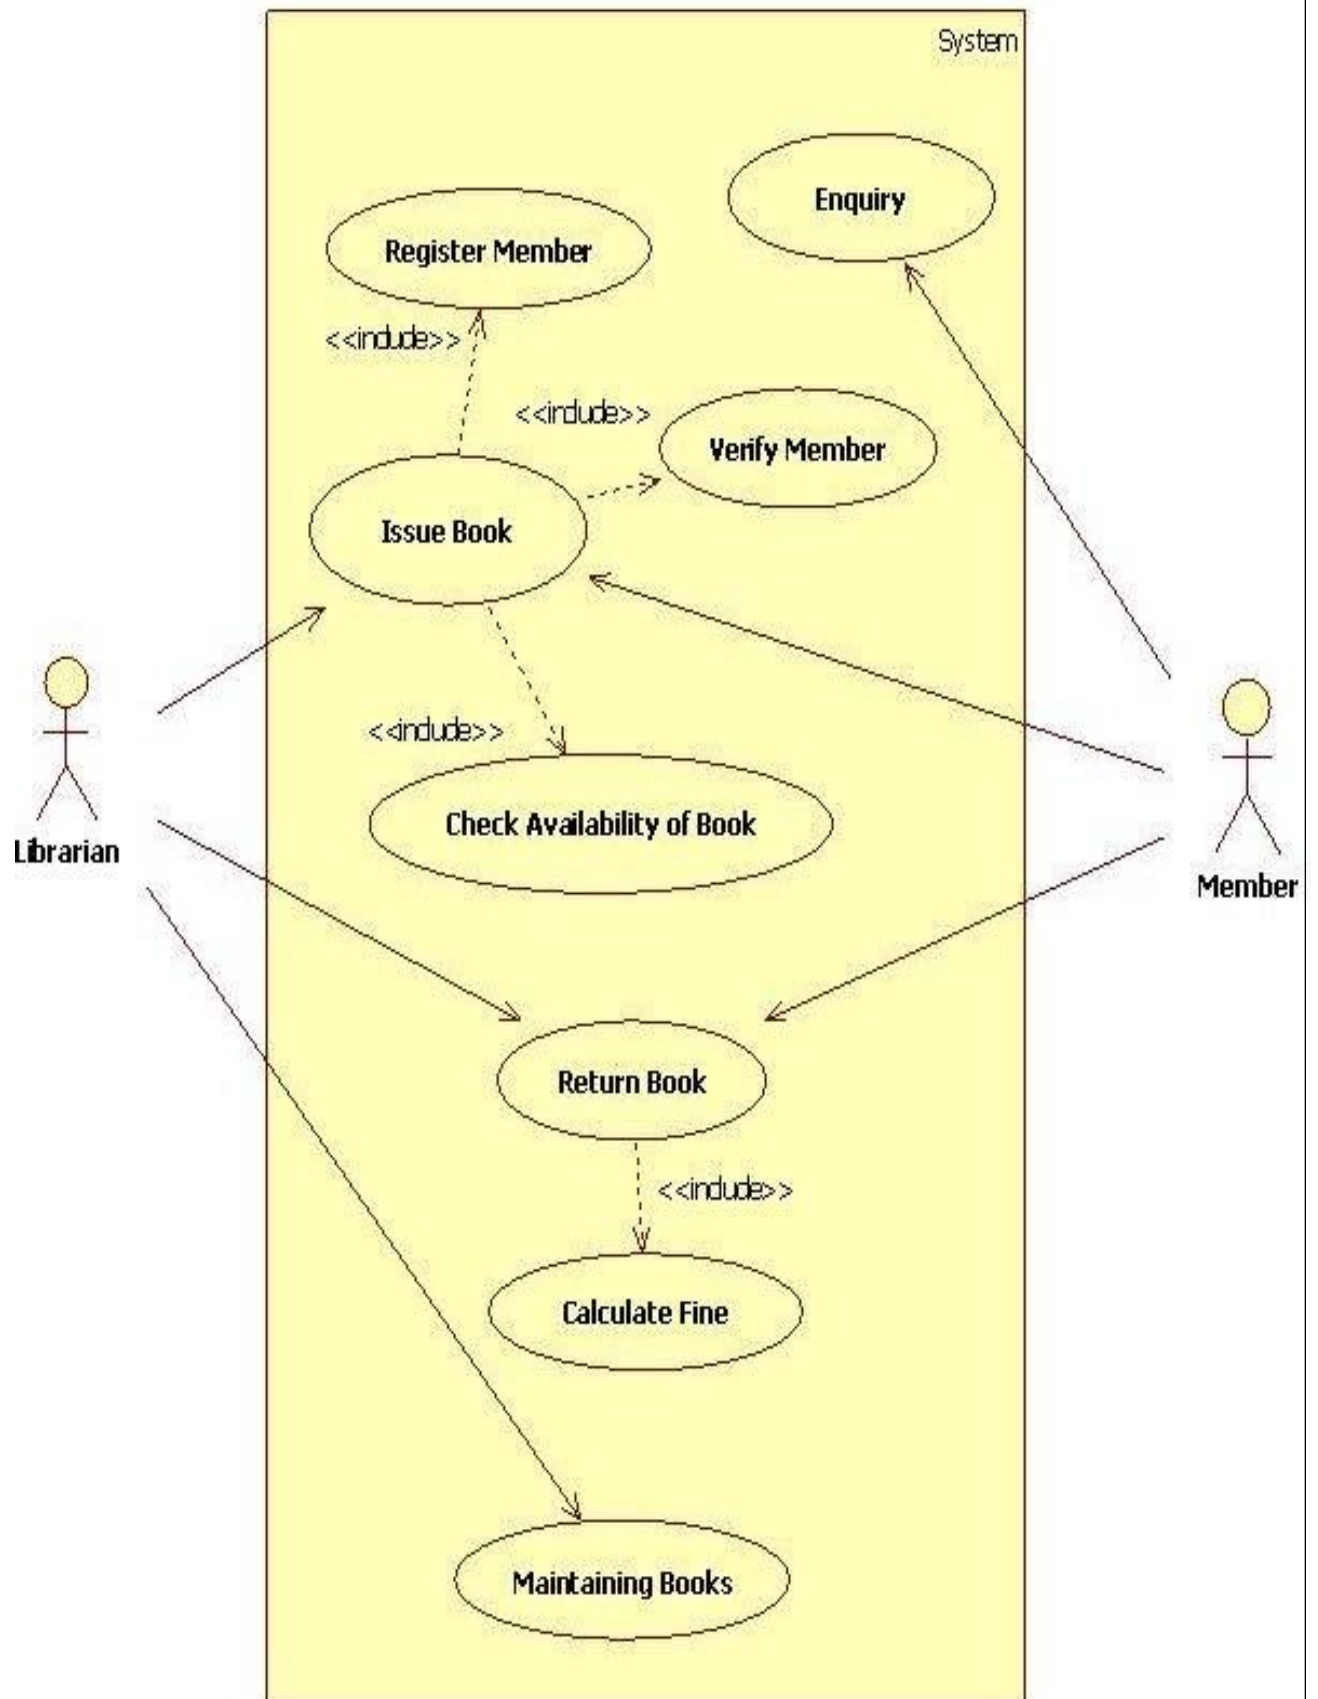 System
Enquiry
Register Member
<<include>>
<<include>>
Verify Member
Issue Book
<<include>>
Check Availability of Book
Librarian
Member
Return Book
<<include>>
Calculate Fine
Maintaining Books